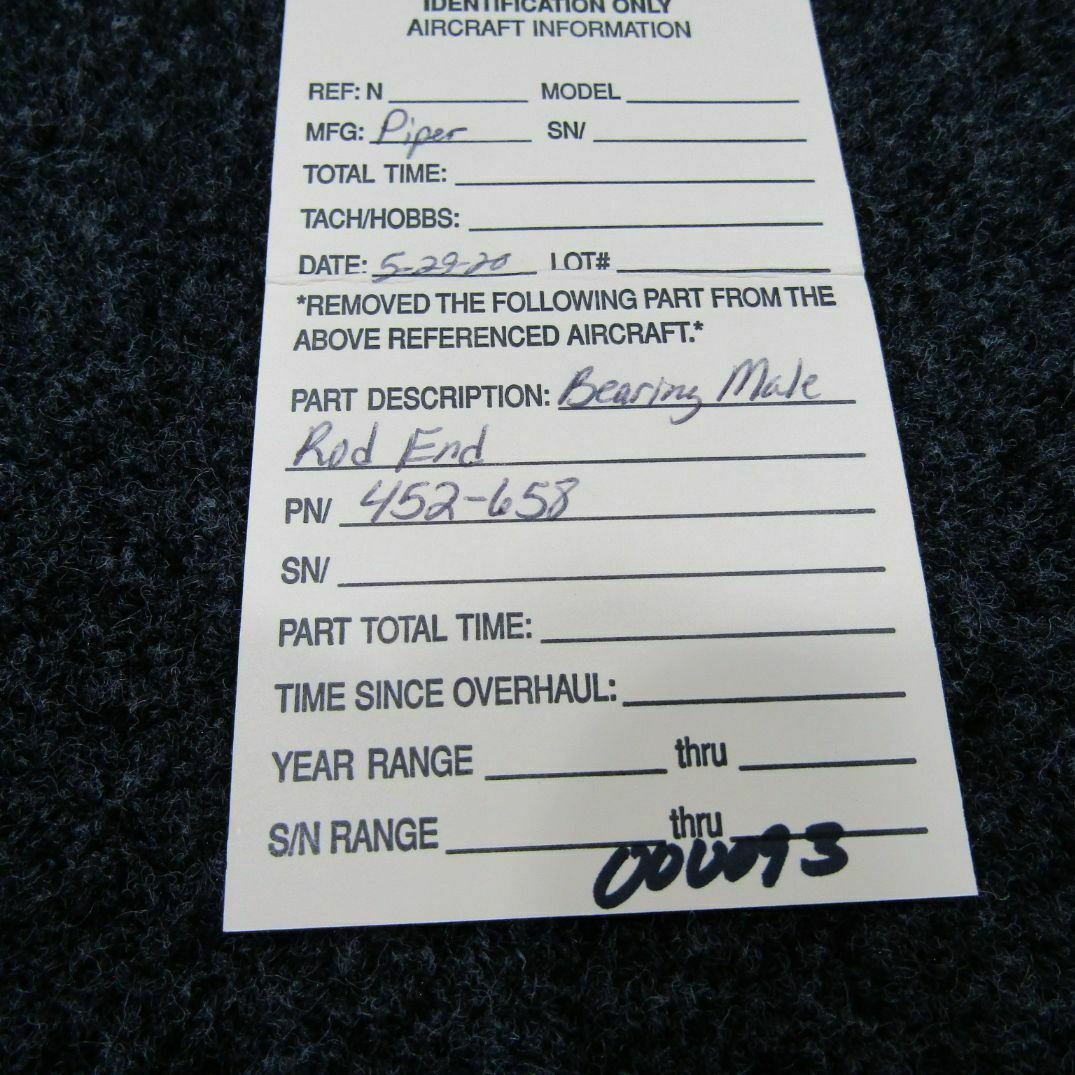 IDENTIFICATION ONLY
AIRCRAFT INFORMATION
REF: N MODEL
MFG: Piper SN/
TOTAL TIME:
TACH/HOBBS:
DATE: 5-29-20 LOT#
*REMOVED THE FOLLOWING PART FROM THE
ABOVE REFERENCED AIRCRAFT.*
PART DESCRIPTION: Bearing Male
Rod End
PN/ 452-658
SN/
PART TOTAL TIME:
TIME SINCE OVERHAUL:
YEAR RANGE thru
S/N RANGE thru
000093